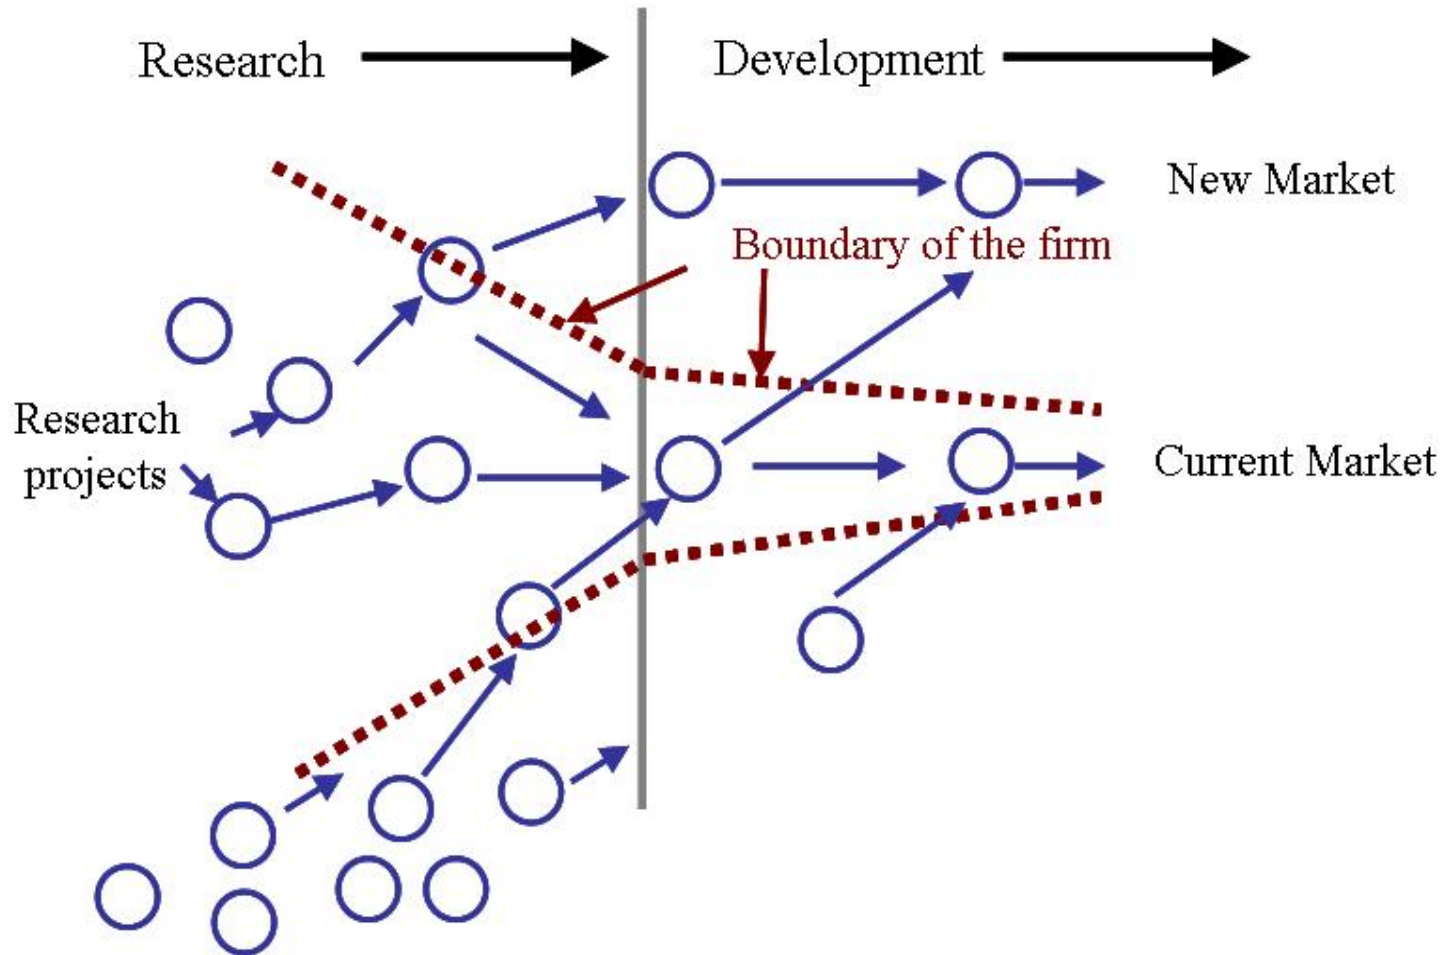 Research
Development
New Market
Boundary of the firm
Research
projects
Current Market